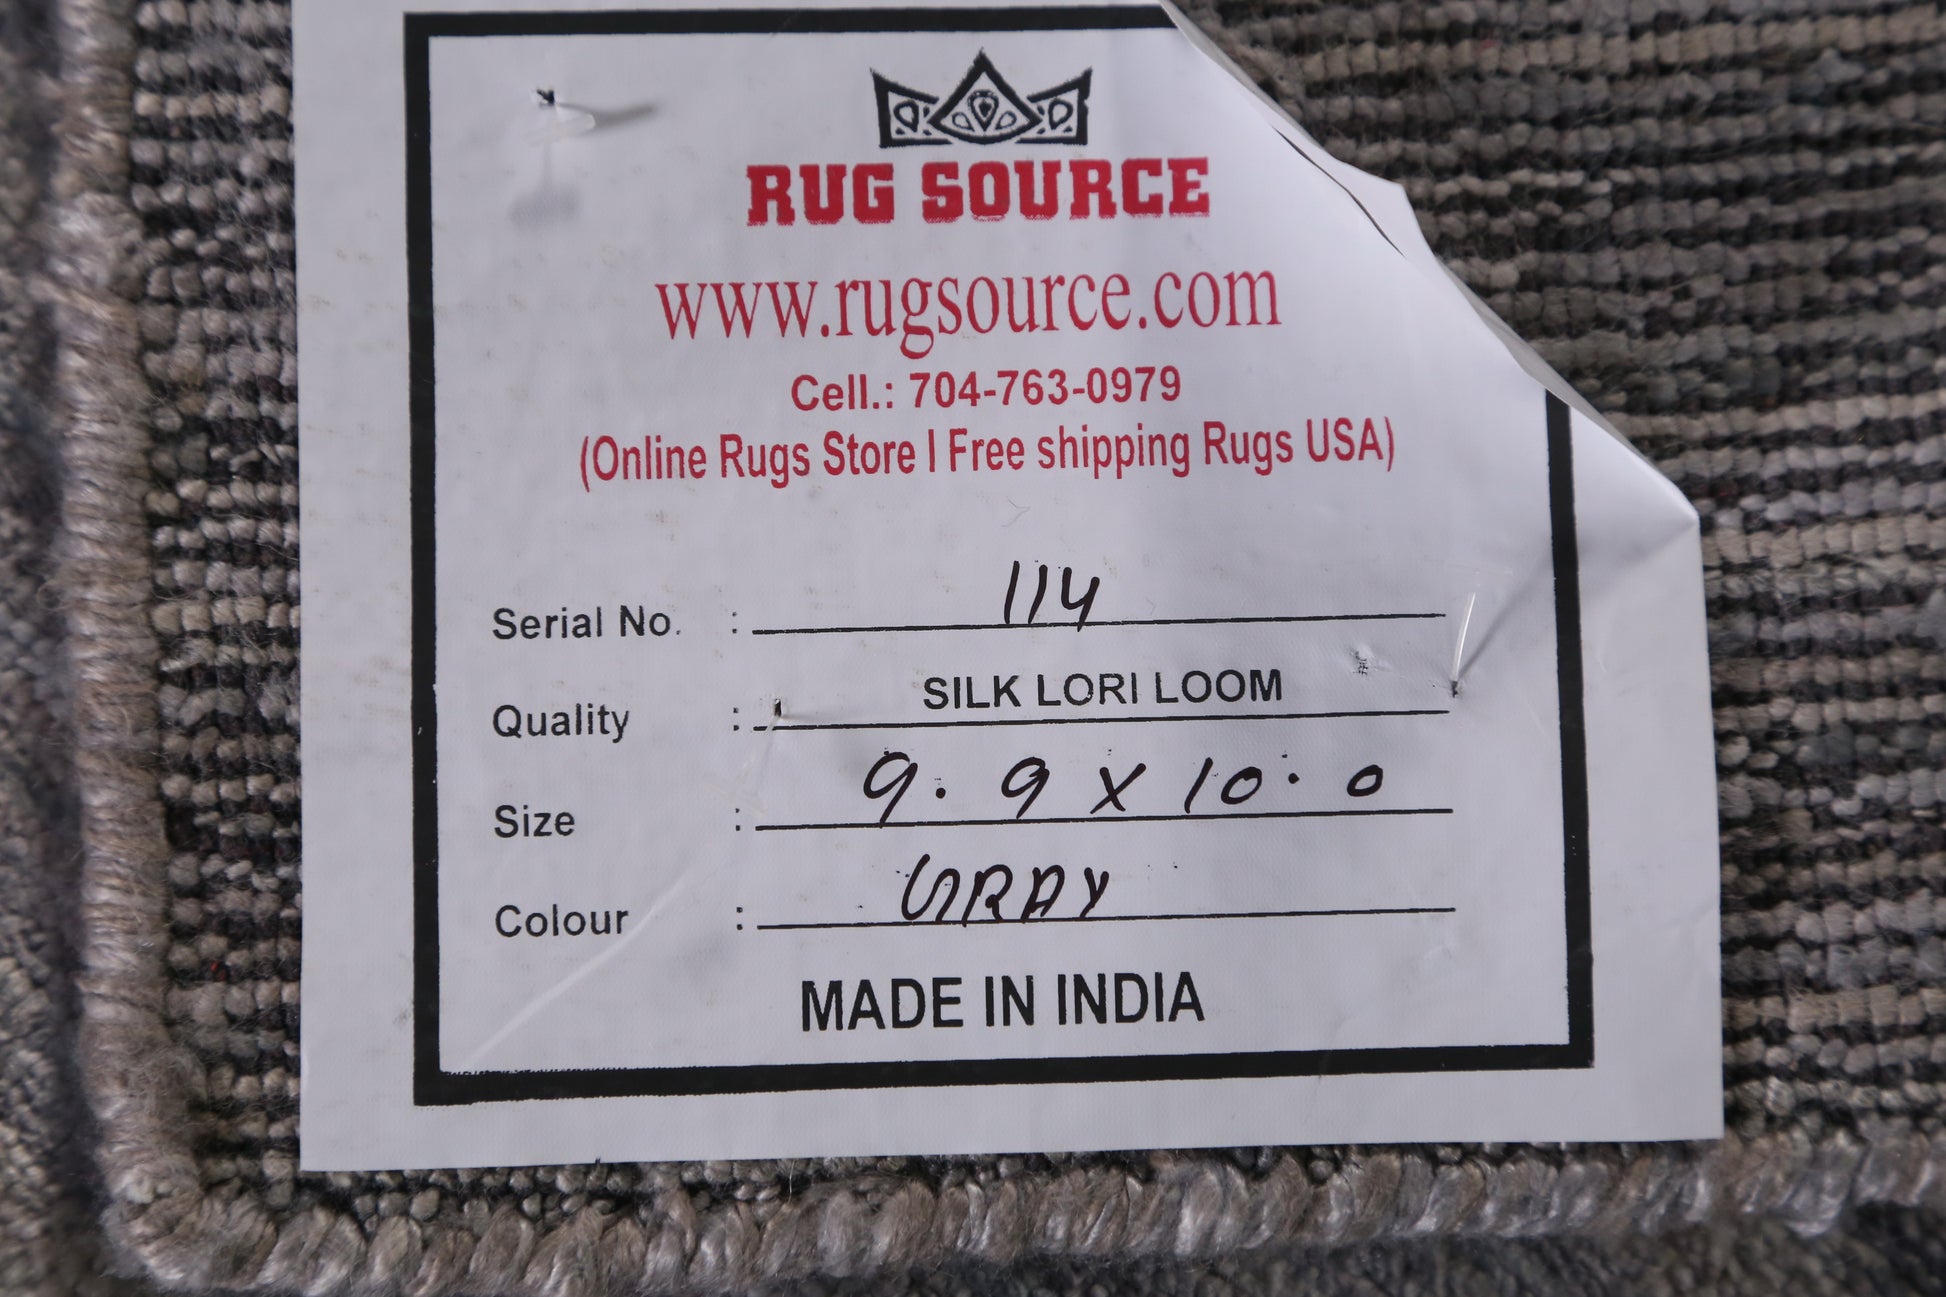 RUG SOURCE
www.rugsource.com
Cell.: 704-763-0979
(Online Rugs Store I Free shipping Rugs USA)
Serial No. : 114
Quality : SILK LORI LOOM
Size : 9.9 X 10.0
Colour : GRAY
MADE IN INDIA